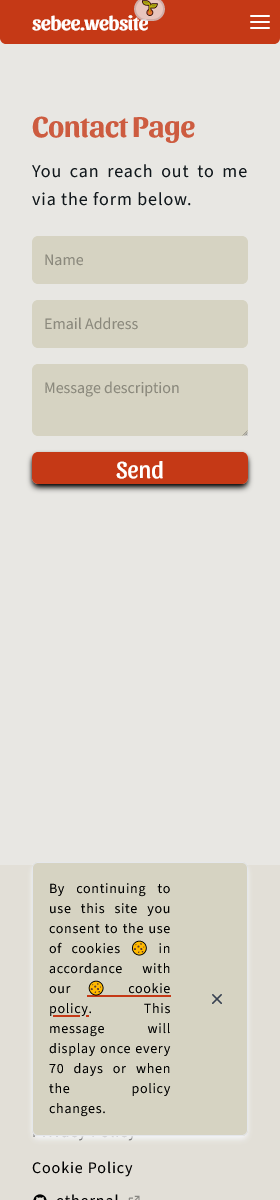 sebee.website
Contact Page
You can reach out to me
via the form below.
Name
Email Address
Message description
Send
By continuing to
use this site you
consent to the use
of cookies 🍪 in
accordance with
our 🍪 cookie
policy. This
message will
display once every
70 days or when
the policy
changes.
Cookie Policy